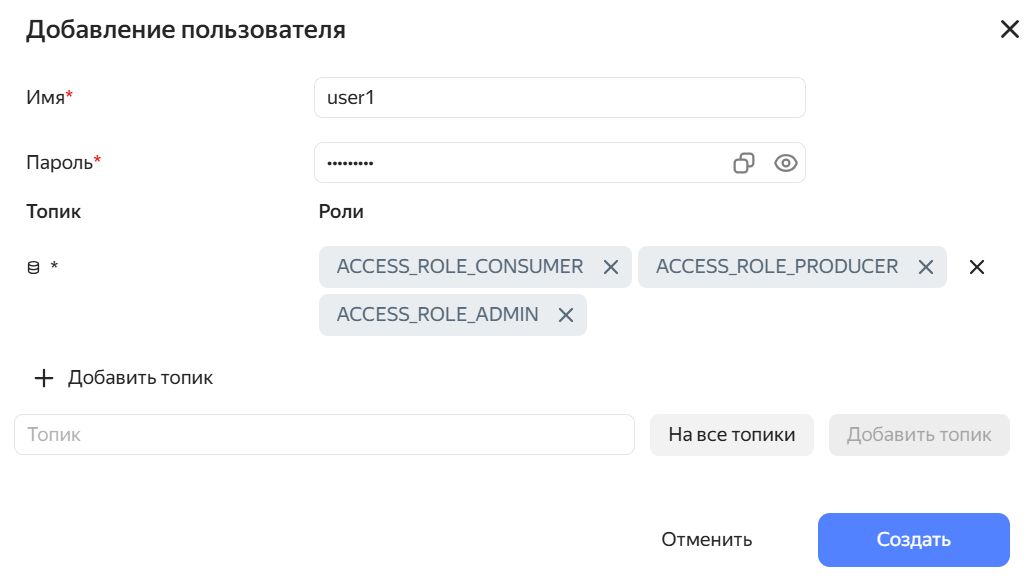 Добавление пользователя
Имя*
user1
Пароль*
•••••••••
Топик Роли
* ACCESS_ROLE_CONSUMER ACCESS_ROLE_PRODUCER
ACCESS_ROLE_ADMIN
Добавить топик
Топик На все топики Добавить топик
Отменить Создать